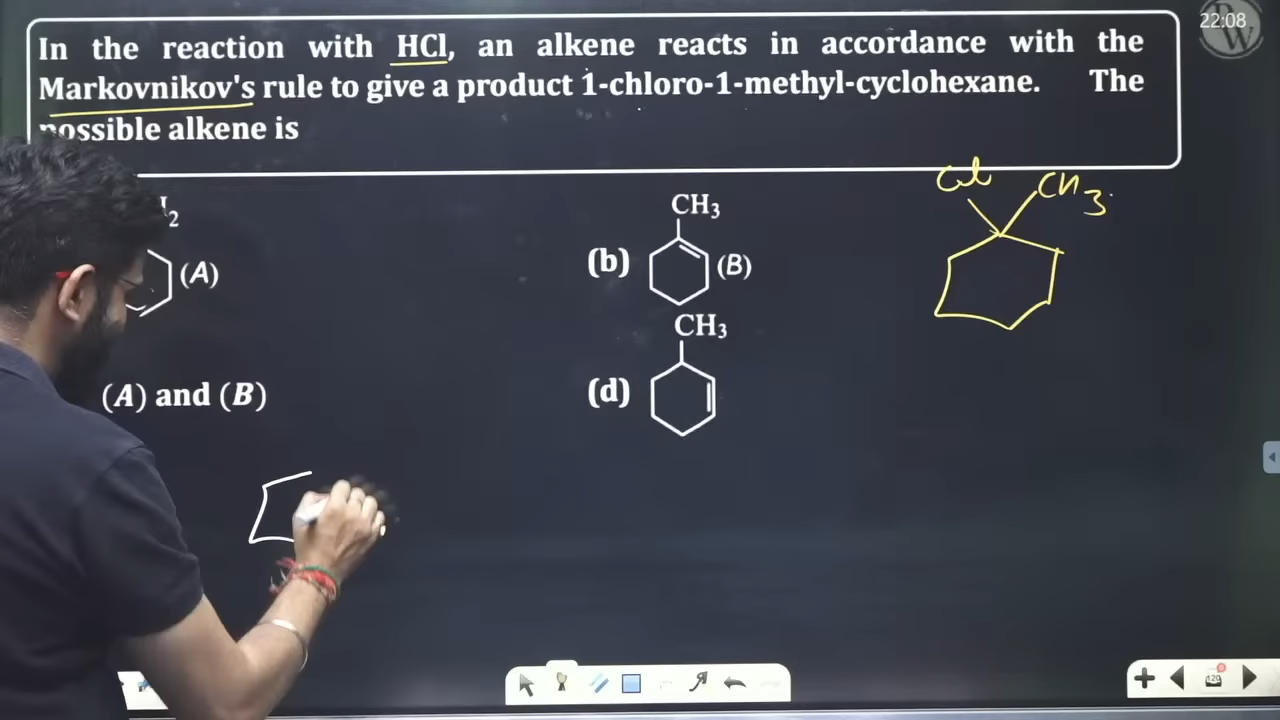 22:08
In the reaction with HCl, an alkene reacts in accordance with the
Markovnikov's rule to give a product 1-chloro-1-methyl-cyclohexane. The
possible alkene is
2
(A)
CH3
(b)
(B)
CH3
CH3
(A) and (B)
(d)